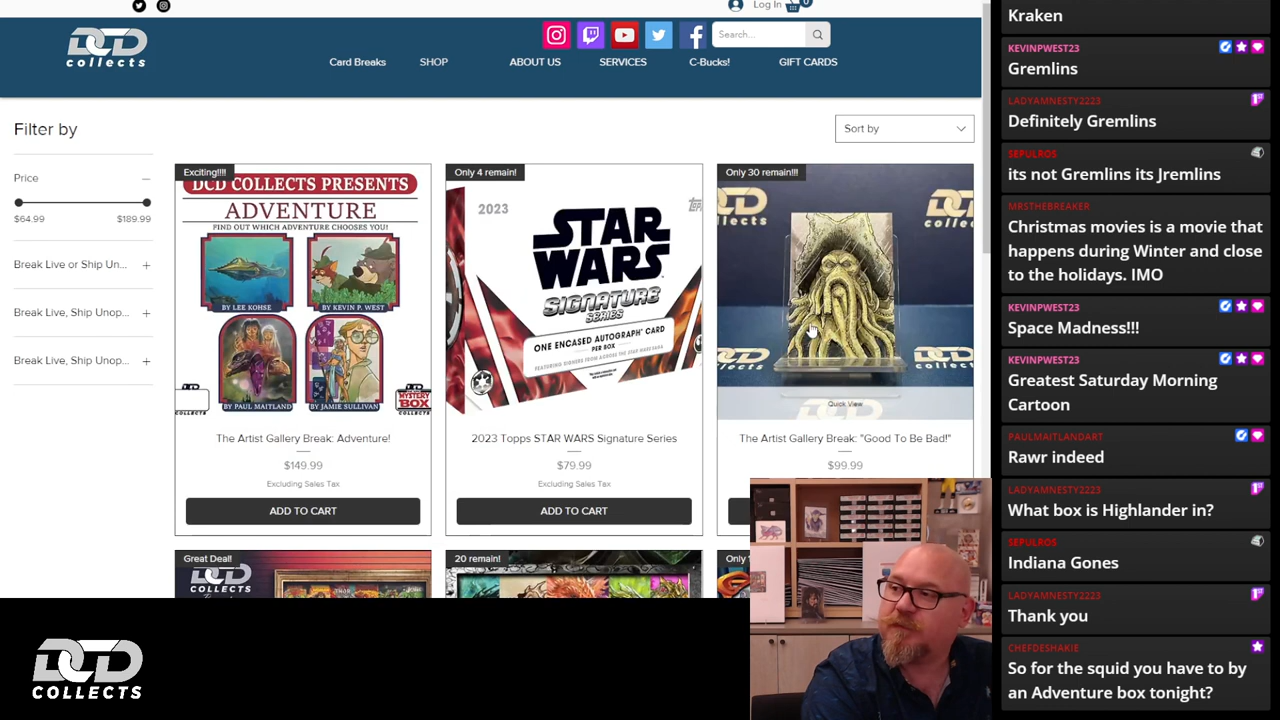 Log In
0
DCD
collects
Search...
Card Breaks
SHOP
ABOUT US
SERVICES
C-Bucks!
GIFT CARDS
Filter by
Sort by
Price
$64.99
$189.99
Break Live or Ship Un...
Break Live, Ship Unop...
Break Live, Ship Unop...
Exciting!!!!
DCD COLLECTS PRESENTS
ADVENTURE
FIND OUT WHICH ADVENTURE CHOOSES YOU!
BY LEE KOHSE
BY KEVIN P. WEST
BY PAUL MAITLAND
BY JAMIE SULLIVAN
MYSTERY
BOX
The Artist Gallery Break: Adventure!
$149.99
Excluding Sales Tax
ADD TO CART
Only 4 remain!
2023
topps
STAR
WARS
SIGNATURE
SERIES
ONE ENCASED AUTOGRAPH CARD
PER BOX
2023 Topps STAR WARS Signature Series
$79.99
Excluding Sales Tax
ADD TO CART
Only 30 remain!!!
Quick View
The Artist Gallery Break: "Good To Be Bad!"
$99.99
Great Deal!
DCD
COLLECTS
20 remain!
Only 1
DCD
COLLECTS
Kraken
KEVINPWEST23
Gremlins
LADYAMNESTY2223
Definitely Gremlins
SEPULROS
its not Gremlins its Jremlins
MRSTHEBREAKER
Christmas movies is a movie that
happens during Winter and close
to the holidays. IMO
KEVINPWEST23
Space Madness!!!
KEVINPWEST23
Greatest Saturday Morning
Cartoon
PAULMAITLANDART
Rawr indeed
LADYAMNESTY2223
What box is Highlander in?
SEPULROS
Indiana Gones
LADYAMNESTY2223
Thank you
CHEFDESHAKIE
So for the squid you have to by
an Adventure box tonight?